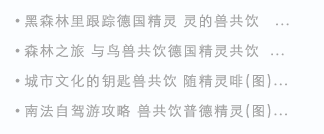 • 黑森林里跟踪德国精灵 灵的兽共饮 ...
• 森林之旅 与鸟兽共饮德国精灵共饮 ...
• 城市文化的钥匙兽共饮 随精灵啡(图)...
• 南法自驾游攻略 兽共饮普德精灵(图)...